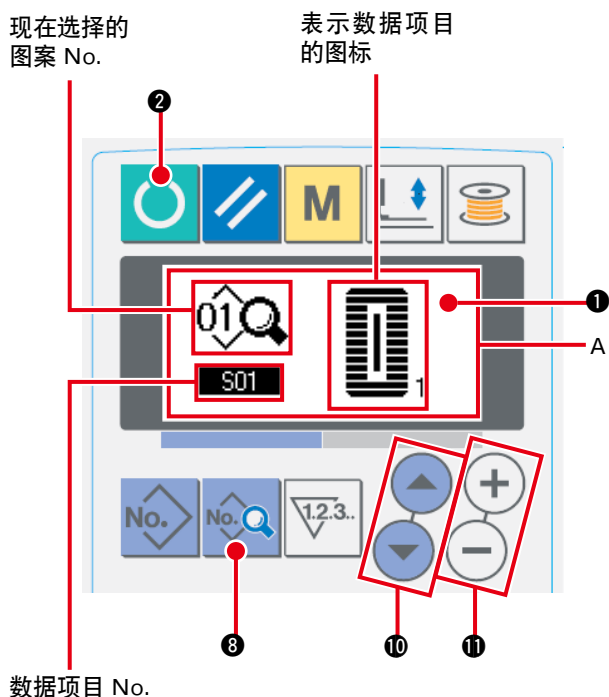 现在选择的
图案 No.
表示数据项目
的图标
❷
M
01
❶
A
S01
1
No.
No.
1.2.3..
❽
❿
⓫
数据项目 No.